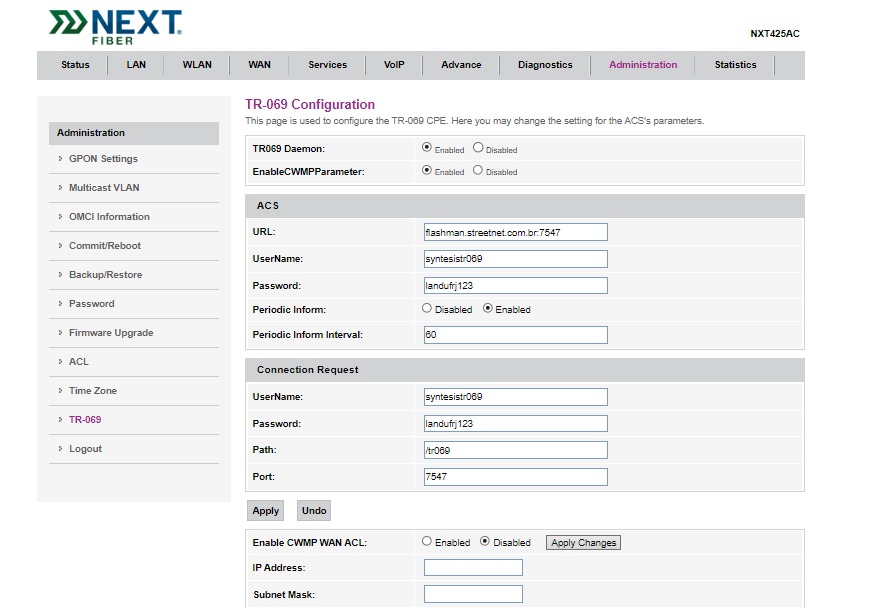 NEXT
FIBER
NXT425AC
Status LAN WLAN WAN Services VoIP Advance Diagnostics Administration Statistics
Administration
GPON Settings
Multicast VLAN
OMCI Information
Commit/Reboot
Backup/Restore
Password
Firmware Upgrade
ACL
Time Zone
TR-069
Logout
TR-069 Configuration
This page is used to configure the TR-069 CPE. Here you may change the setting for the ACS's parameters.
TR069 Daemon: Enabled Disabled
EnableCWMPParameter: Enabled Disabled
ACS
URL: flashman.streetnet.com.br:7547
UserName: syntesistr069
Password: landufrj123
Periodic Inform: Disabled Enabled
Periodic Inform Interval: 60
Connection Request
UserName: syntesistr069
Password: landufrj123
Path: /tr069
Port: 7547
Apply Undo
Enable CWMP WAN ACL: Enabled Disabled Apply Changes
IP Address:
Subnet Mask: